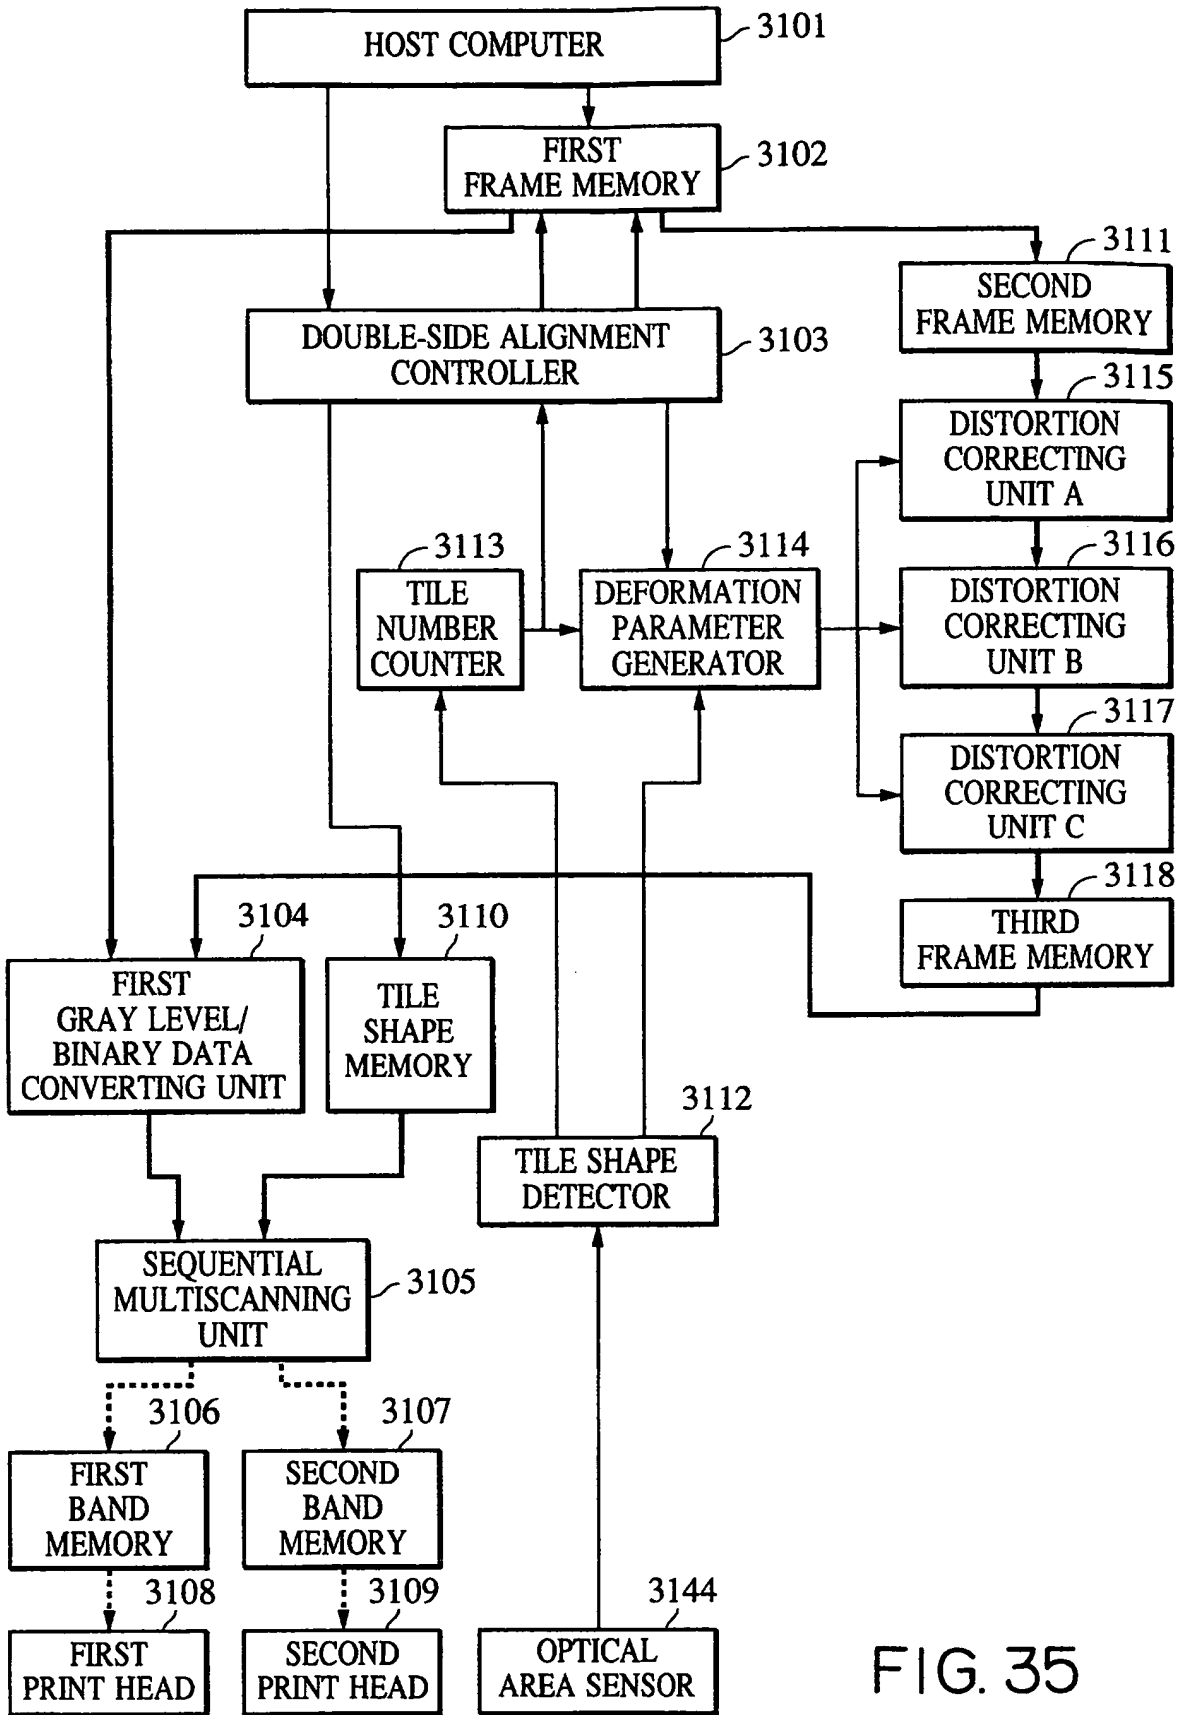 HOST COMPUTER
3101
FIRST
FRAME MEMORY
3102
3111
SECOND
FRAME MEMORY
DOUBLE-SIDE ALIGNMENT
CONTROLLER
3103
3115
DISTORTION
CORRECTING
UNIT A
3113
TILE
NUMBER
COUNTER
3114
DEFORMATION
PARAMETER
GENERATOR
3116
DISTORTION
CORRECTING
UNIT B
3117
DISTORTION
CORRECTING
UNIT C
3118
THIRD
FRAME MEMORY
3104
FIRST
GRAY LEVEL/
BINARY DATA
CONVERTING UNIT
3110
TILE
SHAPE
MEMORY
3112
TILE SHAPE
DETECTOR
SEQUENTIAL
MULTISCANNING
UNIT
3105
3106
FIRST
BAND
MEMORY
3107
SECOND
BAND
MEMORY
3108
FIRST
PRINT HEAD
3109
SECOND
PRINT HEAD
3144
OPTICAL
AREA SENSOR
FIG. 35